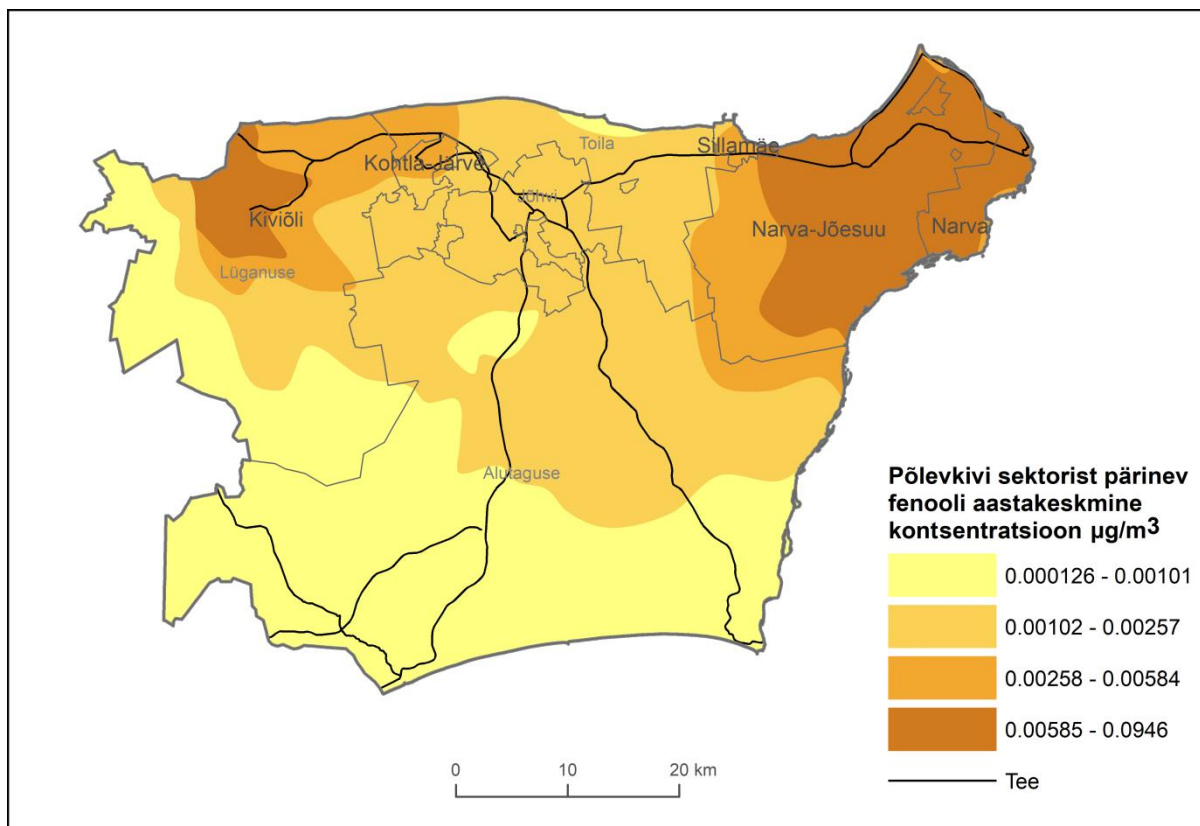 Toila
Sillamäe
Kohtla-Järve
Jõhvi
Kiviõli
Narva-Jõesuu
Narva
Lüganuse
Alutaguse
Põlevkivi sektorist pärinev
fenooli aastakeskmine
kontsentratsioon µg/m³
0.000126 - 0.00101
0.00102 - 0.00257
0.00258 - 0.00584
0.00585 - 0.0946
Tee
0 10 20 km